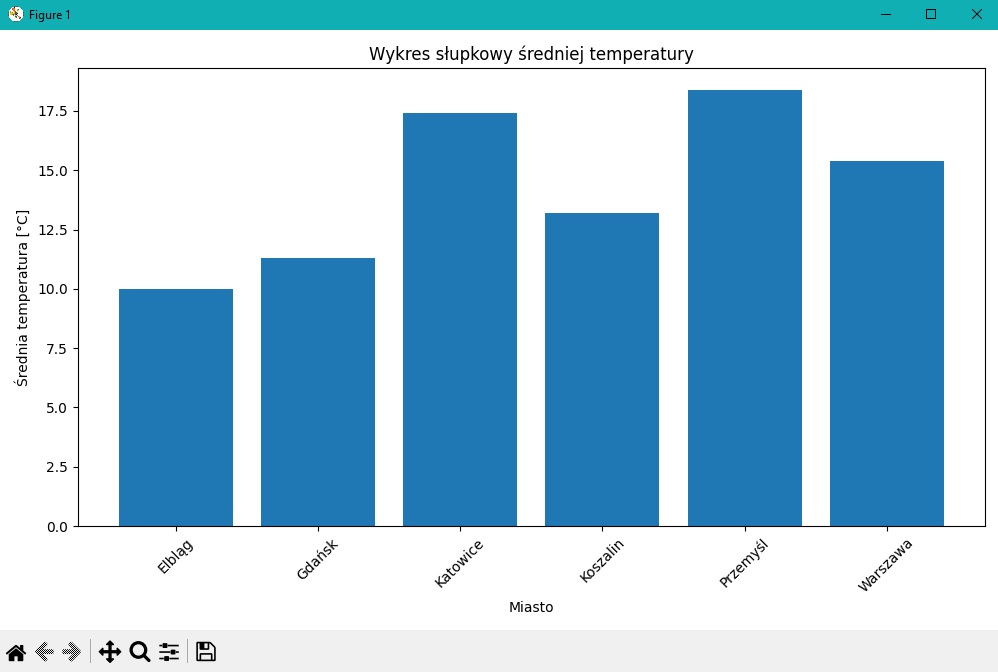 Figure 1
Wykres słupkowy średniej temperatury
Średnia temperatura [°C]
17.5
15.0
12.5
10.0
7.5
5.0
2.5
0.0
Elbląg
Gdańsk
Katowice
Koszalin
Przemyśl
Warszawa
Miasto